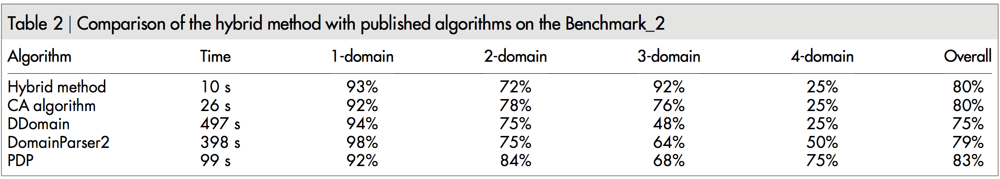 Table 2 | Comparison of the hybrid method with published algorithms on the Benchmark_2
Algorithm Time 1-domain 2-domain 3-domain 4-domain Overall
Hybrid method 10 s 93% 72% 92% 25% 80%
CA algorithm 26 s 92% 78% 76% 25% 80%
DDomain 497 s 94% 75% 48% 25% 75%
DomainParser2 398 s 98% 75% 64% 50% 79%
PDP 99 s 92% 84% 68% 75% 83%